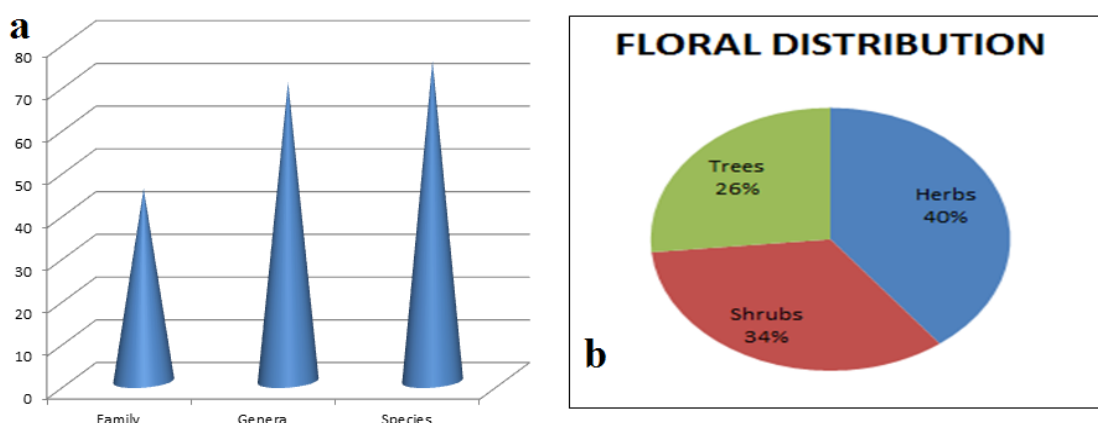 a
80
70
60
50
40
30
20
10
0
Family
Genera
Species
FLORAL DISTRIBUTION
Trees
26%
Herbs
40%
Shrubs
34%
b